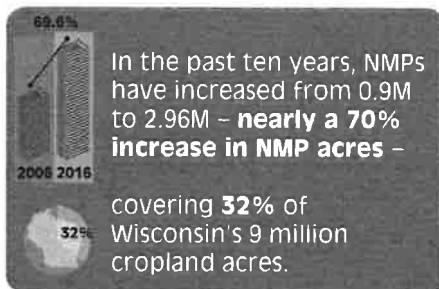 69.6%
2006 2016
In the past ten years, NMPs
have increased from 0.9M
to 2.96M – nearly a 70%
increase in NMP acres –
32%
covering 32% of
Wisconsin's 9 million
cropland acres.